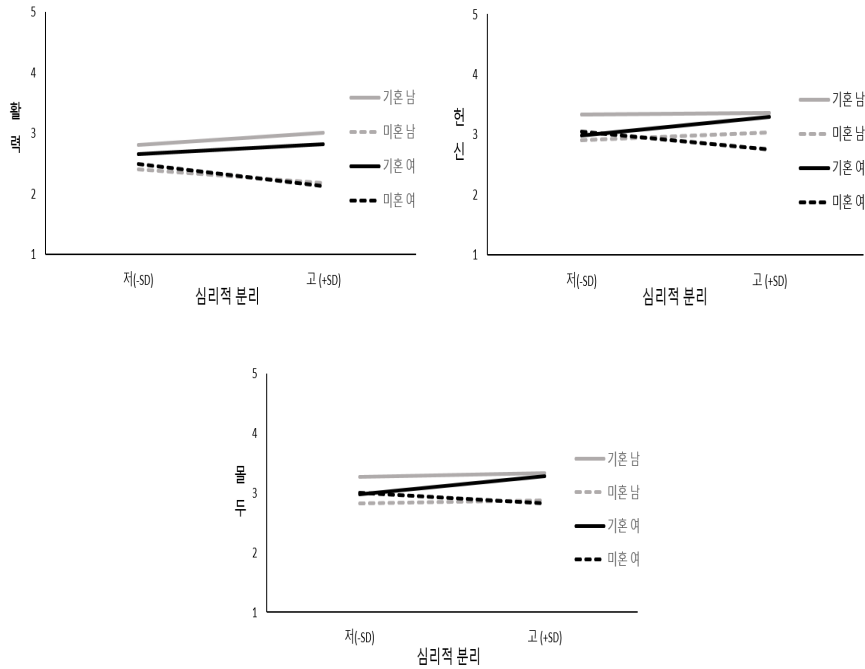 5
4
3
2
1
활력
기혼 남
미혼 남
기혼 여
미혼 여
저(-SD)
고 (+SD)
심리적 분리
5
4
3
2
1
헌신
기혼 남
미혼 남
기혼 여
미혼 여
저(-SD)
고 (+SD)
심리적 분리
5
4
3
2
1
몰두
기혼 남
미혼 남
기혼 여
미혼 여
저(-SD)
고 (+SD)
심리적 분리